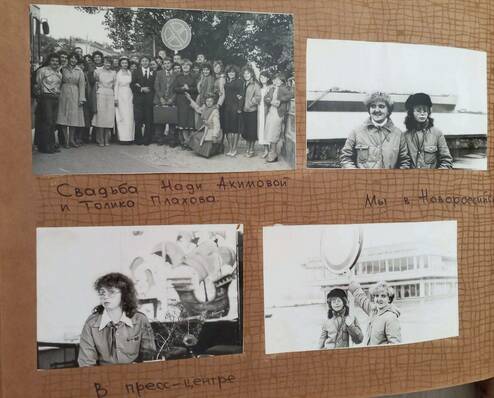 Свадьба Нади Акимовой
и Толика Плахова
Мы в Новороссийске
В пресс-центре